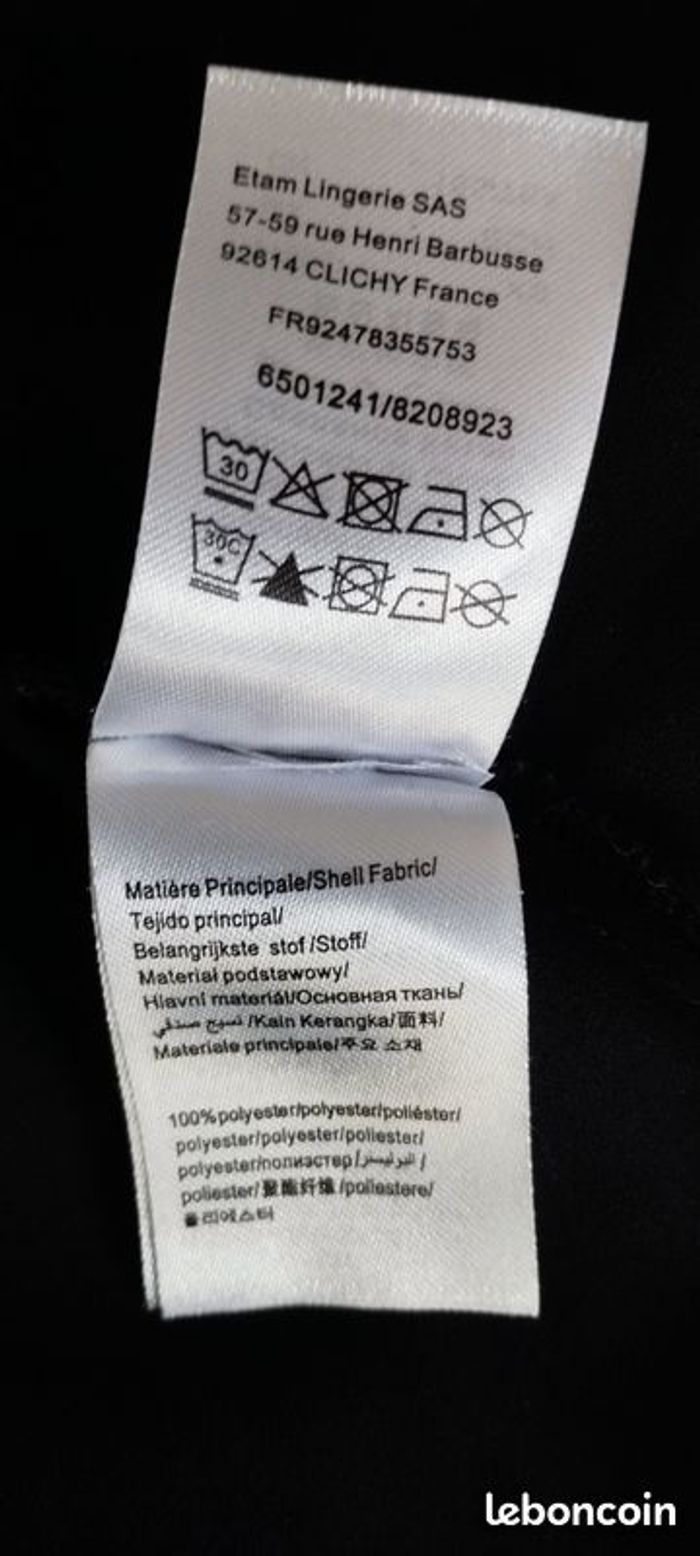 Etam Lingerie SAS
57-59 rue Henri Barbusse
92614 CLICHY France
FR92478355753
6501241/8208923
30
30C
Matière Principale/Shell Fabric/
Tejido principal/
Belangrijkste stof /Stoff/
Materiał podstawowy/
Hlavní materiál/Основная ткань/
/Kain Kerangka/面料/
Materiale principale/주요 소재
100%polyester/polyester/poliéster/
polyester/polyester/poliester/
polyester/полиэстер/
poliester/聚酯纤维/poliestere/
폴리에스터
leboncoin